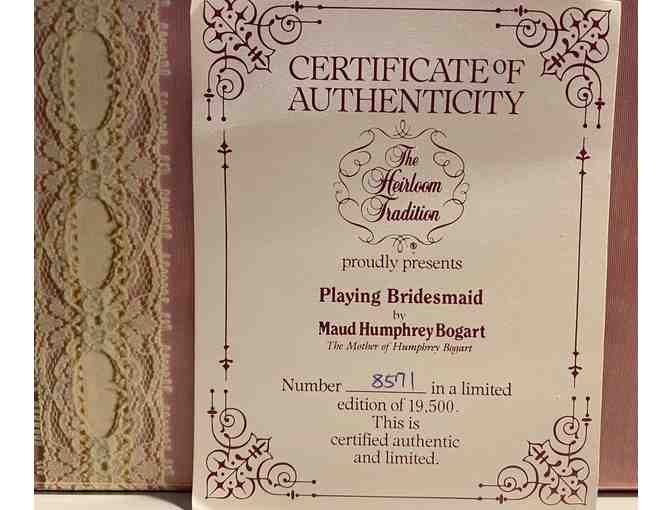 CERTIFICATE OF
AUTHENTICITY
The
Heirloom
Tradition
®
proudly presents
Playing Bridesmaid
by
Maud Humphrey Bogart
The Mother of Humphrey Bogart
Number 8571 in a limited
edition of 19,500.
This is
certified authentic
and limited.